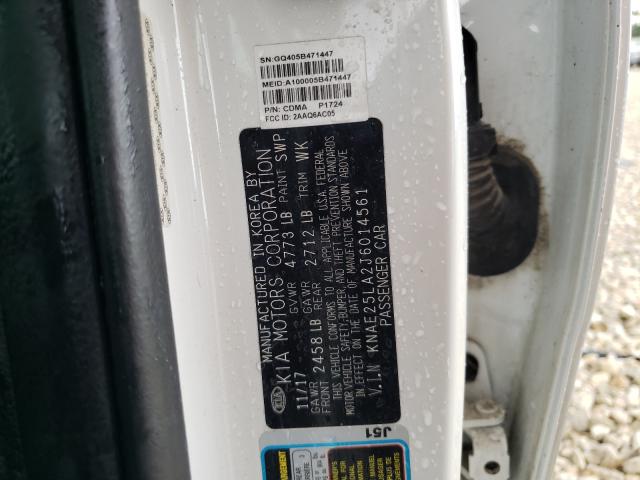 SN:GQ405B471447
MEID:A100005B471447
P/N: CDMA P1724
FCC ID: 2AAQ6AC05
MANUFACTURED IN KOREA BY
KIA MOTORS CORPORATION
11/17 GVWR 4773 LB PAINT SWP
GAWR FRONT 2458 LB GAWR REAR 2712 LB TRIM WK
THIS VEHICLE CONFORMS TO ALL APPLICABLE U.S.A. FEDERAL
MOTOR VEHICLE SAFETY, BUMPER, AND THEFT PREVENTION STANDARDS
IN EFFECT ON THE DATE OF MANUFACTURE SHOWN ABOVE
V.I.N KNAE25LA2J6014561
PASSENGER CAR
KIA
J51
REAR